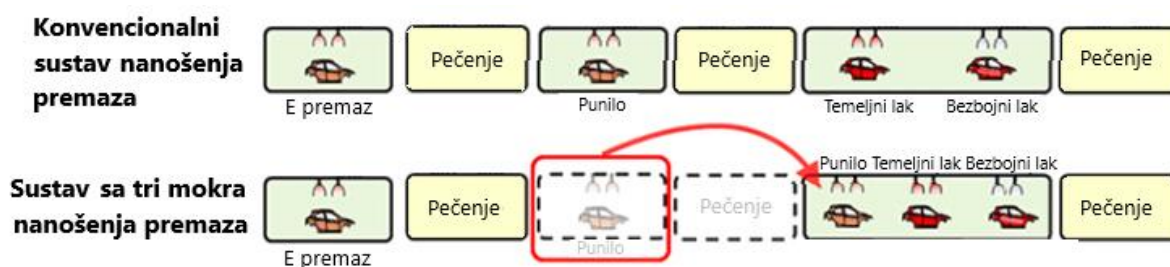 Konvencionalni
sustav nanošenja
premaza
E premaz
Pečenje
Punilo
Pečenje
Temeljni lak
Bezbojni lak
Pečenje
Sustav sa tri mokra
nanošenja premaza
E premaz
Pečenje
Punilo
Pečenje
Punilo Temeljni lak Bezbojni lak
Pečenje